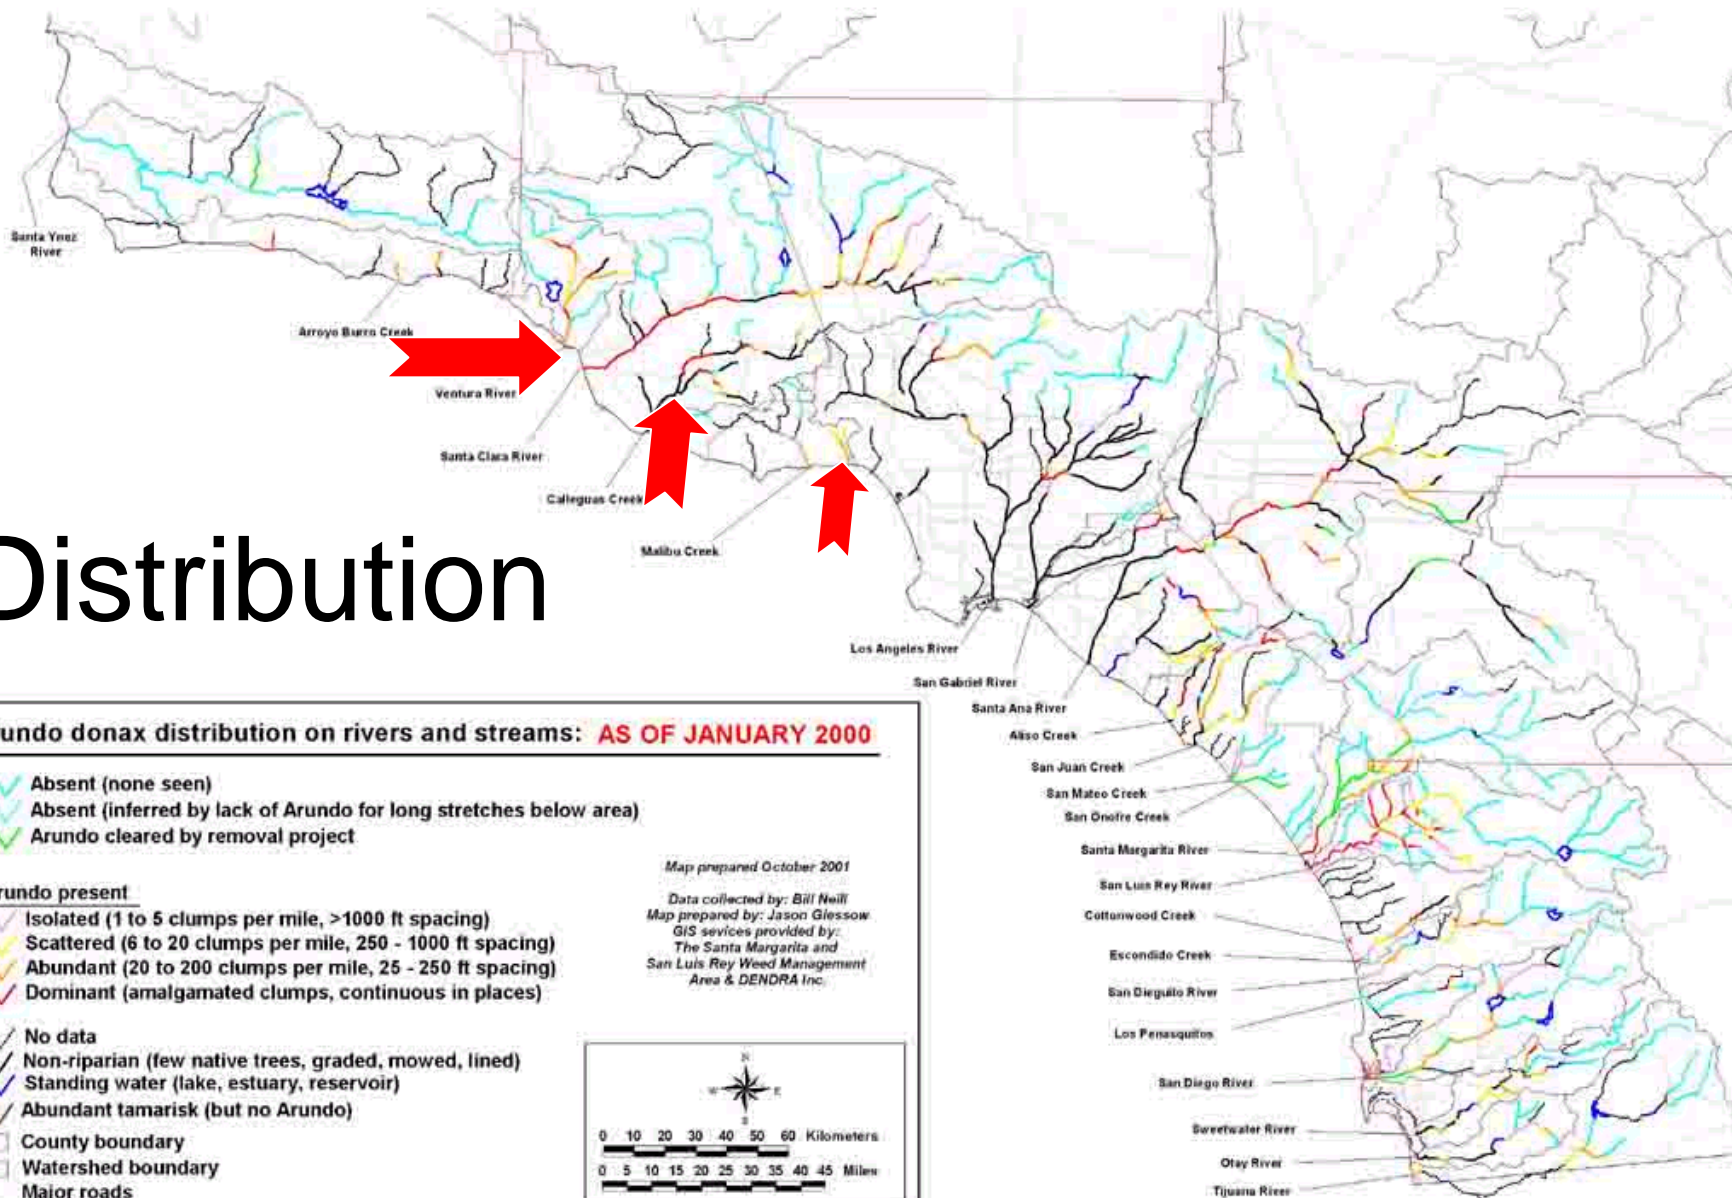 Santa Ynez
River
Arroyo Burro Creek
Ventura River
Santa Clara River
Calleguas Creek
Malibu Creek
Distribution
Los Angeles River
San Gabriel River
Santa Ana River
Aliso Creek
San Juan Creek
San Mateo Creek
San Onofre Creek
Santa Margarita River
San Luis Rey River
Cottonwood Creek
Escondido Creek
San Dieguito River
Los Penasquitos
San Diego River
Sweetwater River
Otay River
Tijuana River
undo donax distribution on rivers and streams: AS OF JANUARY 2000
Absent (none seen)
Absent (inferred by lack of Arundo for long stretches below area)
Arundo cleared by removal project
rundo present
Isolated (1 to 5 clumps per mile, >1000 ft spacing)
Scattered (6 to 20 clumps per mile, 250 - 1000 ft spacing)
Abundant (20 to 200 clumps per mile, 25 - 250 ft spacing)
Dominant (amalgamated clumps, continuous in places)
No data
Non-riparian (few native trees, graded, mowed, lined)
Standing water (lake, estuary, reservoir)
Abundant tamarisk (but no Arundo)
County boundary
Watershed boundary
Major roads
Map prepared October 2001
Data collected by: Bill Neill
Map prepared by: Jason Giessow
GIS sevices provided by:
The Santa Margarita and
San Luis Rey Weed Management
Area & DENDRA Inc.
N
W E
S
0 10 20 30 40 50 60 Kilometers
0 5 10 15 20 25 30 35 40 45 Miles